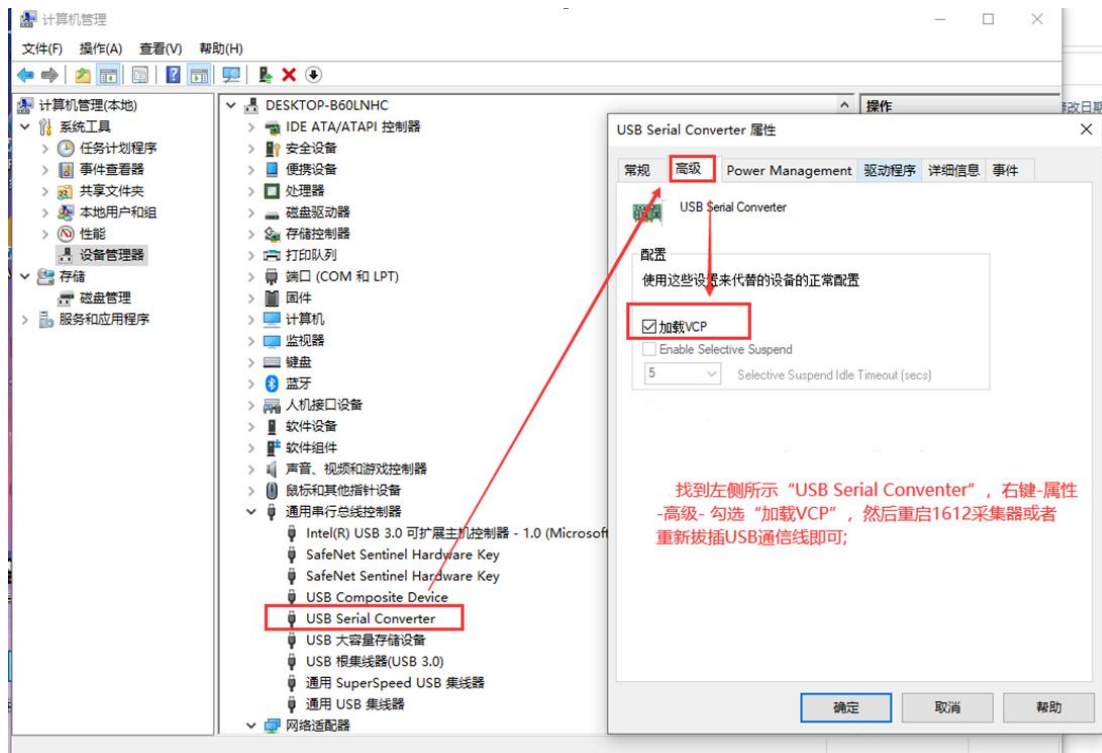 计算机管理
文件(F) 操作(A) 查看(V) 帮助(H)
计算机管理(本地)
系统工具
任务计划程序
事件查看器
共享文件夹
本地用户和组
性能
设备管理器
存储
磁盘管理
服务和应用程序
DESKTOP-B60LNHC
IDE ATA/ATAPI 控制器
安全设备
便携设备
处理器
磁盘驱动器
存储控制器
打印队列
端口 (COM 和 LPT)
固件
计算机
监视器
键盘
蓝牙
人机接口设备
软件设备
软件组件
声音、视频和游戏控制器
鼠标和其他指针设备
通用串行总线控制器
Intel(R) USB 3.0 可扩展主机控制器 - 1.0 (Microsoft
SafeNet Sentinel Hardware Key
SafeNet Sentinel Hardware Key
USB Composite Device
USB Serial Converter
USB 大容量存储设备
USB 根集线器(USB 3.0)
通用 SuperSpeed USB 集线器
通用 USB 集线器
网络适配器
操作
修改日期
USB Serial Converter 属性
常规 高级 Power Management 驱动程序 详细信息 事件
USB Serial Converter
配置
使用这些设置来代替的设备的正常配置
加载VCP
Enable Selective Suspend
5 Selective Suspend Idle Timeout (secs)
找到左侧所示“USB Serial Conventer”，右键-属性
-高级- 勾选“加载VCP”，然后重启1612采集器或者
重新拔插USB通信线即可;
确定 取消 帮助